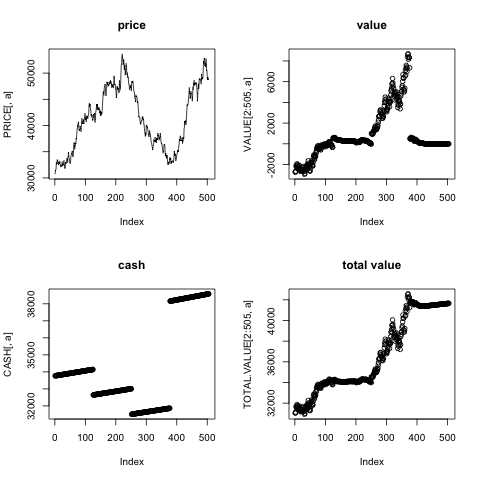 price
PRICE[, a]
30000 40000 50000
0 100 200 300 400 500
Index
value
VALUE[2:505, a]
-2000 2000 6000
0 100 200 300 400 500
Index
cash
CASH[, a]
32000 35000 38000
0 100 200 300 400 500
Index
total value
TOTAL.VALUE[2:505, a]
32000 36000 40000
0 100 200 300 400 500
Index